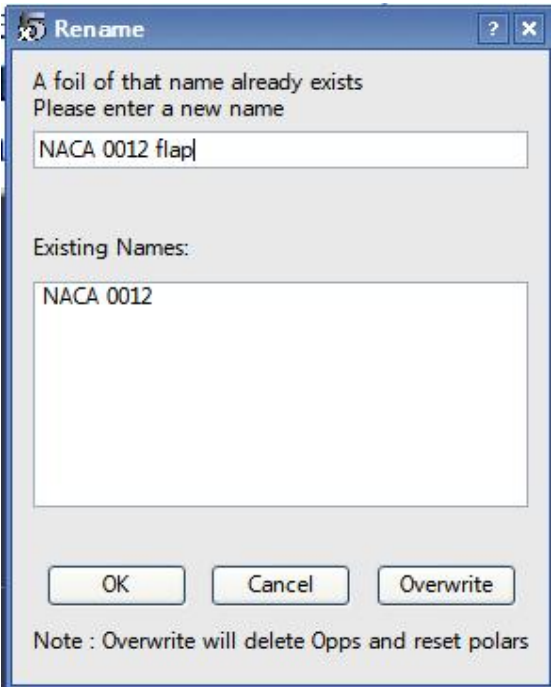 Rename
A foil of that name already exists
Please enter a new name
NACA 0012 flap
Existing Names:
NACA 0012
OK Cancel Overwrite
Note : Overwrite will delete Opps and reset polars